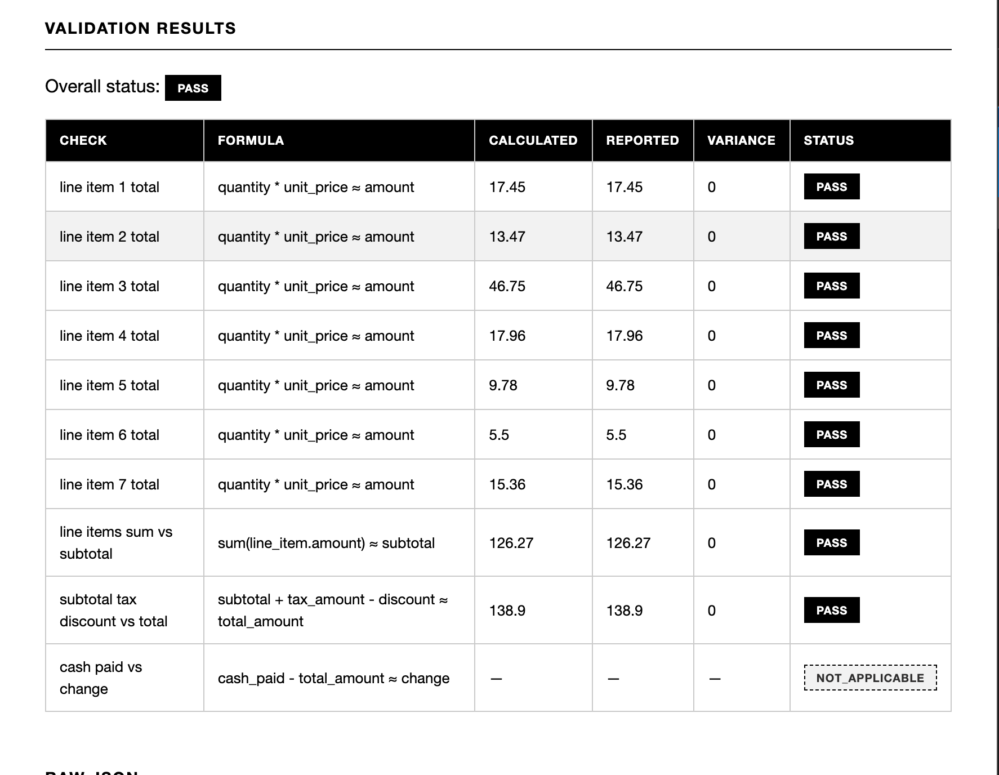 VALIDATION RESULTS
Overall status: PASS
CHECK FORMULA CALCULATED REPORTED VARIANCE STATUS
line item 1 total quantity * unit_price ≈ amount 17.45 17.45 0 PASS
line item 2 total quantity * unit_price ≈ amount 13.47 13.47 0 PASS
line item 3 total quantity * unit_price ≈ amount 46.75 46.75 0 PASS
line item 4 total quantity * unit_price ≈ amount 17.96 17.96 0 PASS
line item 5 total quantity * unit_price ≈ amount 9.78 9.78 0 PASS
line item 6 total quantity * unit_price ≈ amount 5.5 5.5 0 PASS
line item 7 total quantity * unit_price ≈ amount 15.36 15.36 0 PASS
line items sum vs
subtotal
sum(line_item.amount) ≈ subtotal 126.27 126.27 0 PASS
subtotal tax
discount vs total
subtotal + tax_amount - discount ≈
total_amount
138.9 138.9 0 PASS
cash paid vs
change
cash_paid - total_amount ≈ change — — — NOT_APPLICABLE
RAW JSON